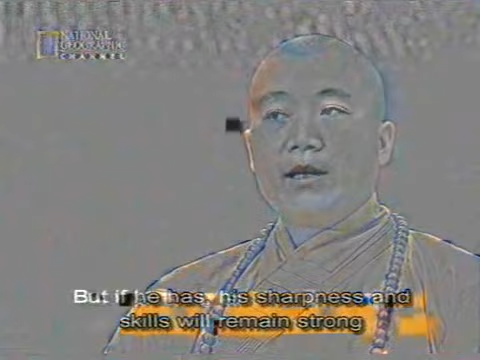 NATIONAL
GEOGRAPHIC
CHANNEL
But if he has, his sharpness and
skills will remain strong